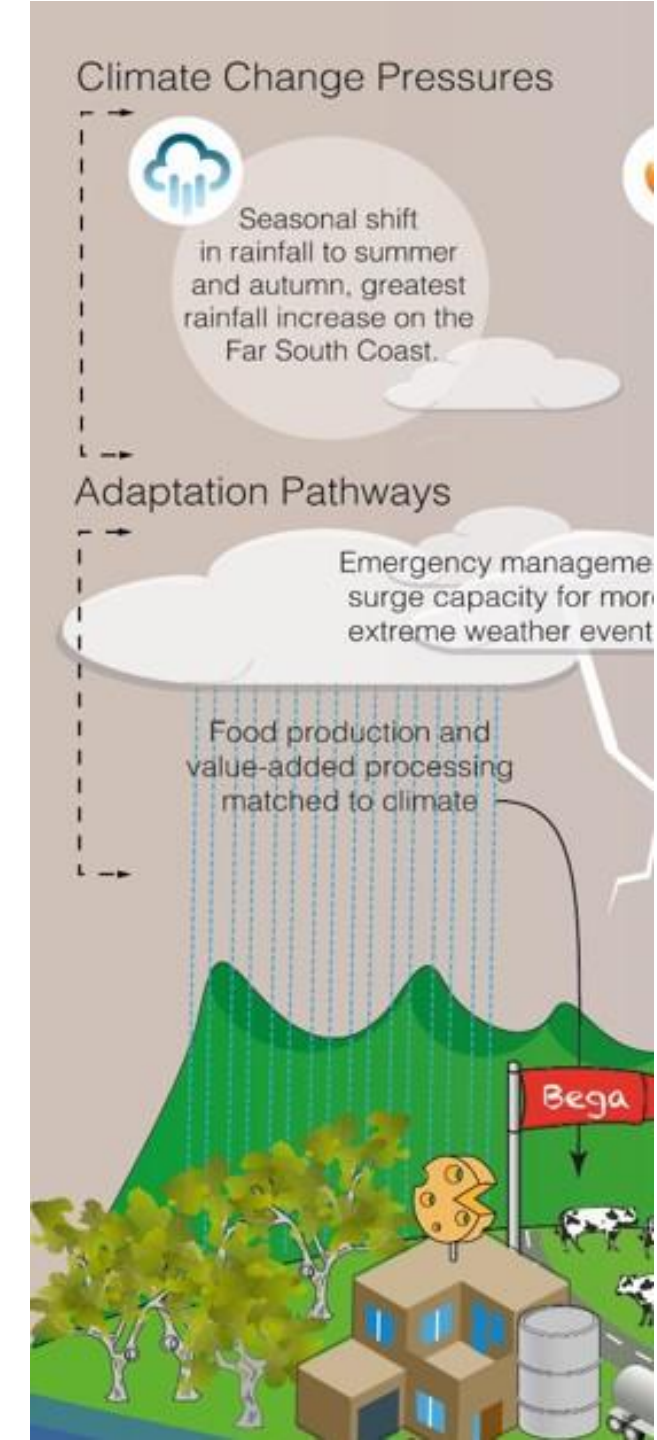 Climate Change Pressures
Seasonal shift
in rainfall to summer
and autumn, greatest
rainfall increase on the
Far South Coast.
Adaptation Pathways
Emergency manageme
surge capacity for more
extreme weather event
Food production and
value-added processing
matched to climate
Bega